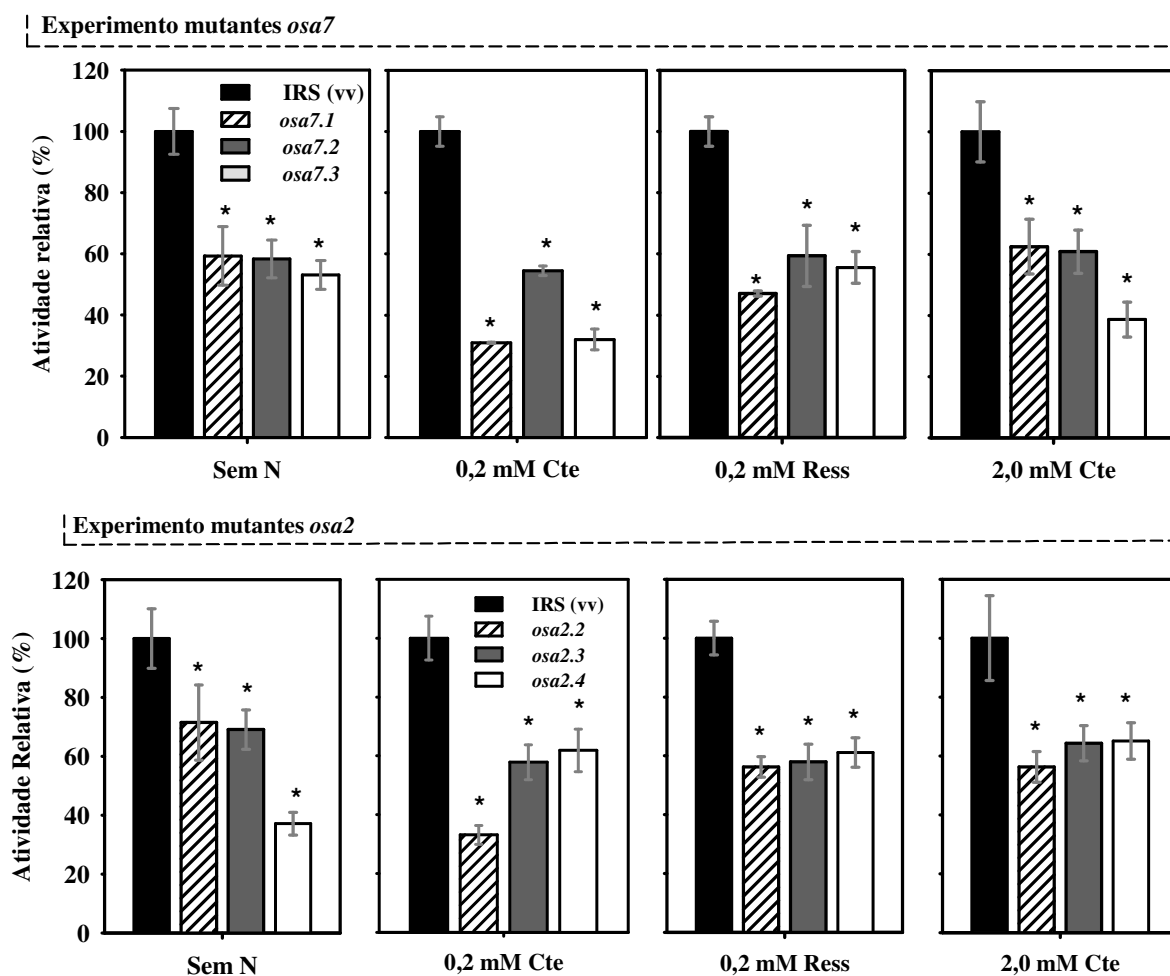 Experimento mutantes osa7
Atividade relativa (%)
120
100
80
60
40
20
0
IRS (vv)
osa7.1
osa7.2
osa7.3
* * *
* * *
* * *
* * *
Sem N 0,2 mM Cte 0,2 mM Ress 2,0 mM Cte
Experimento mutantes osa2
Atividade Relativa (%)
120
100
80
60
40
20
0
IRS (vv)
osa2.2
osa2.3
osa2.4
* * *
* * *
* * *
* * *
Sem N 0,2 mM Cte 0,2 mM Ress 2,0 mM Cte